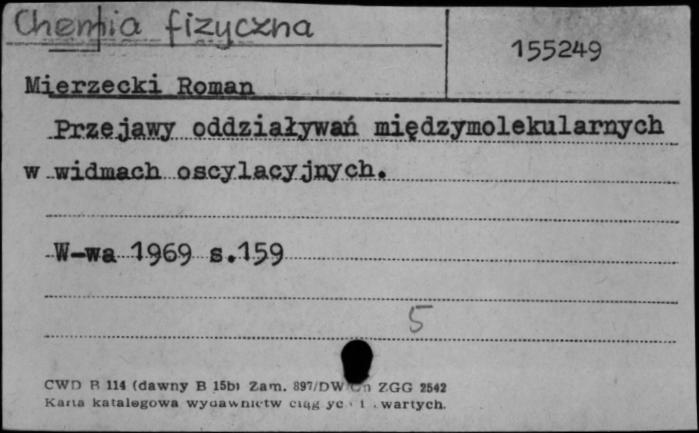 Chemia fizyczna
155249
Mierzecki Roman
Przejawy oddziaływań międzymolekularnych
w widmach oscylacyjnych.
W-wa 1969 s.159
5
CWD B 114 (dawny B 15b) Zam. 897/DW ZGG 2542
Karta katalogowa wydawnictw wartych.